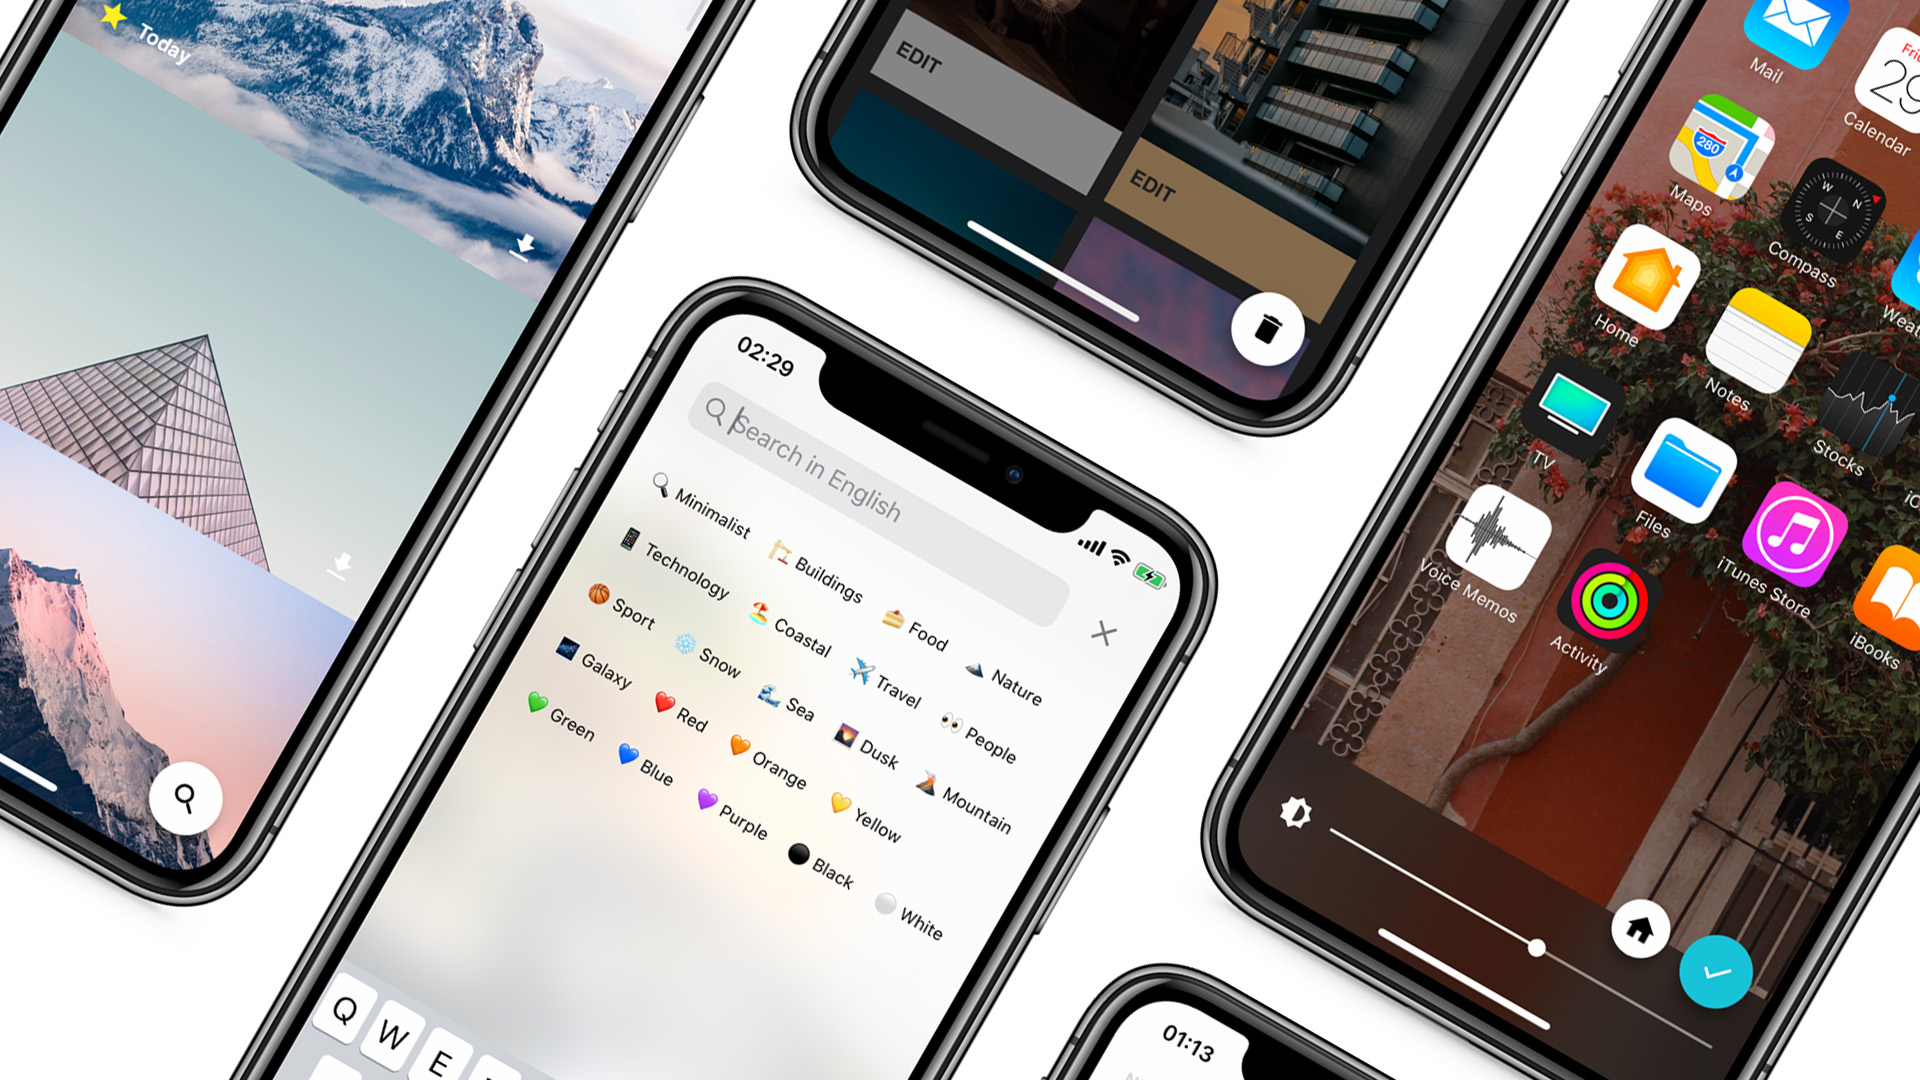 Today
EDIT
EDIT
02:29
Search in English
Minimalist
Buildings
Food
Nature
Technology
Coastal
Travel
People
Sport
Snow
Sea
Dusk
Mountain
Galaxy
Red
Orange
Yellow
Green
Blue
Purple
Black
White
Q W E
01:13
Mail
Calendar
29
Maps
280
Compass
W
N
S
E
Home
Notes
TV
Stocks
Files
Voice Memos
iTunes Store
iBooks
Activity